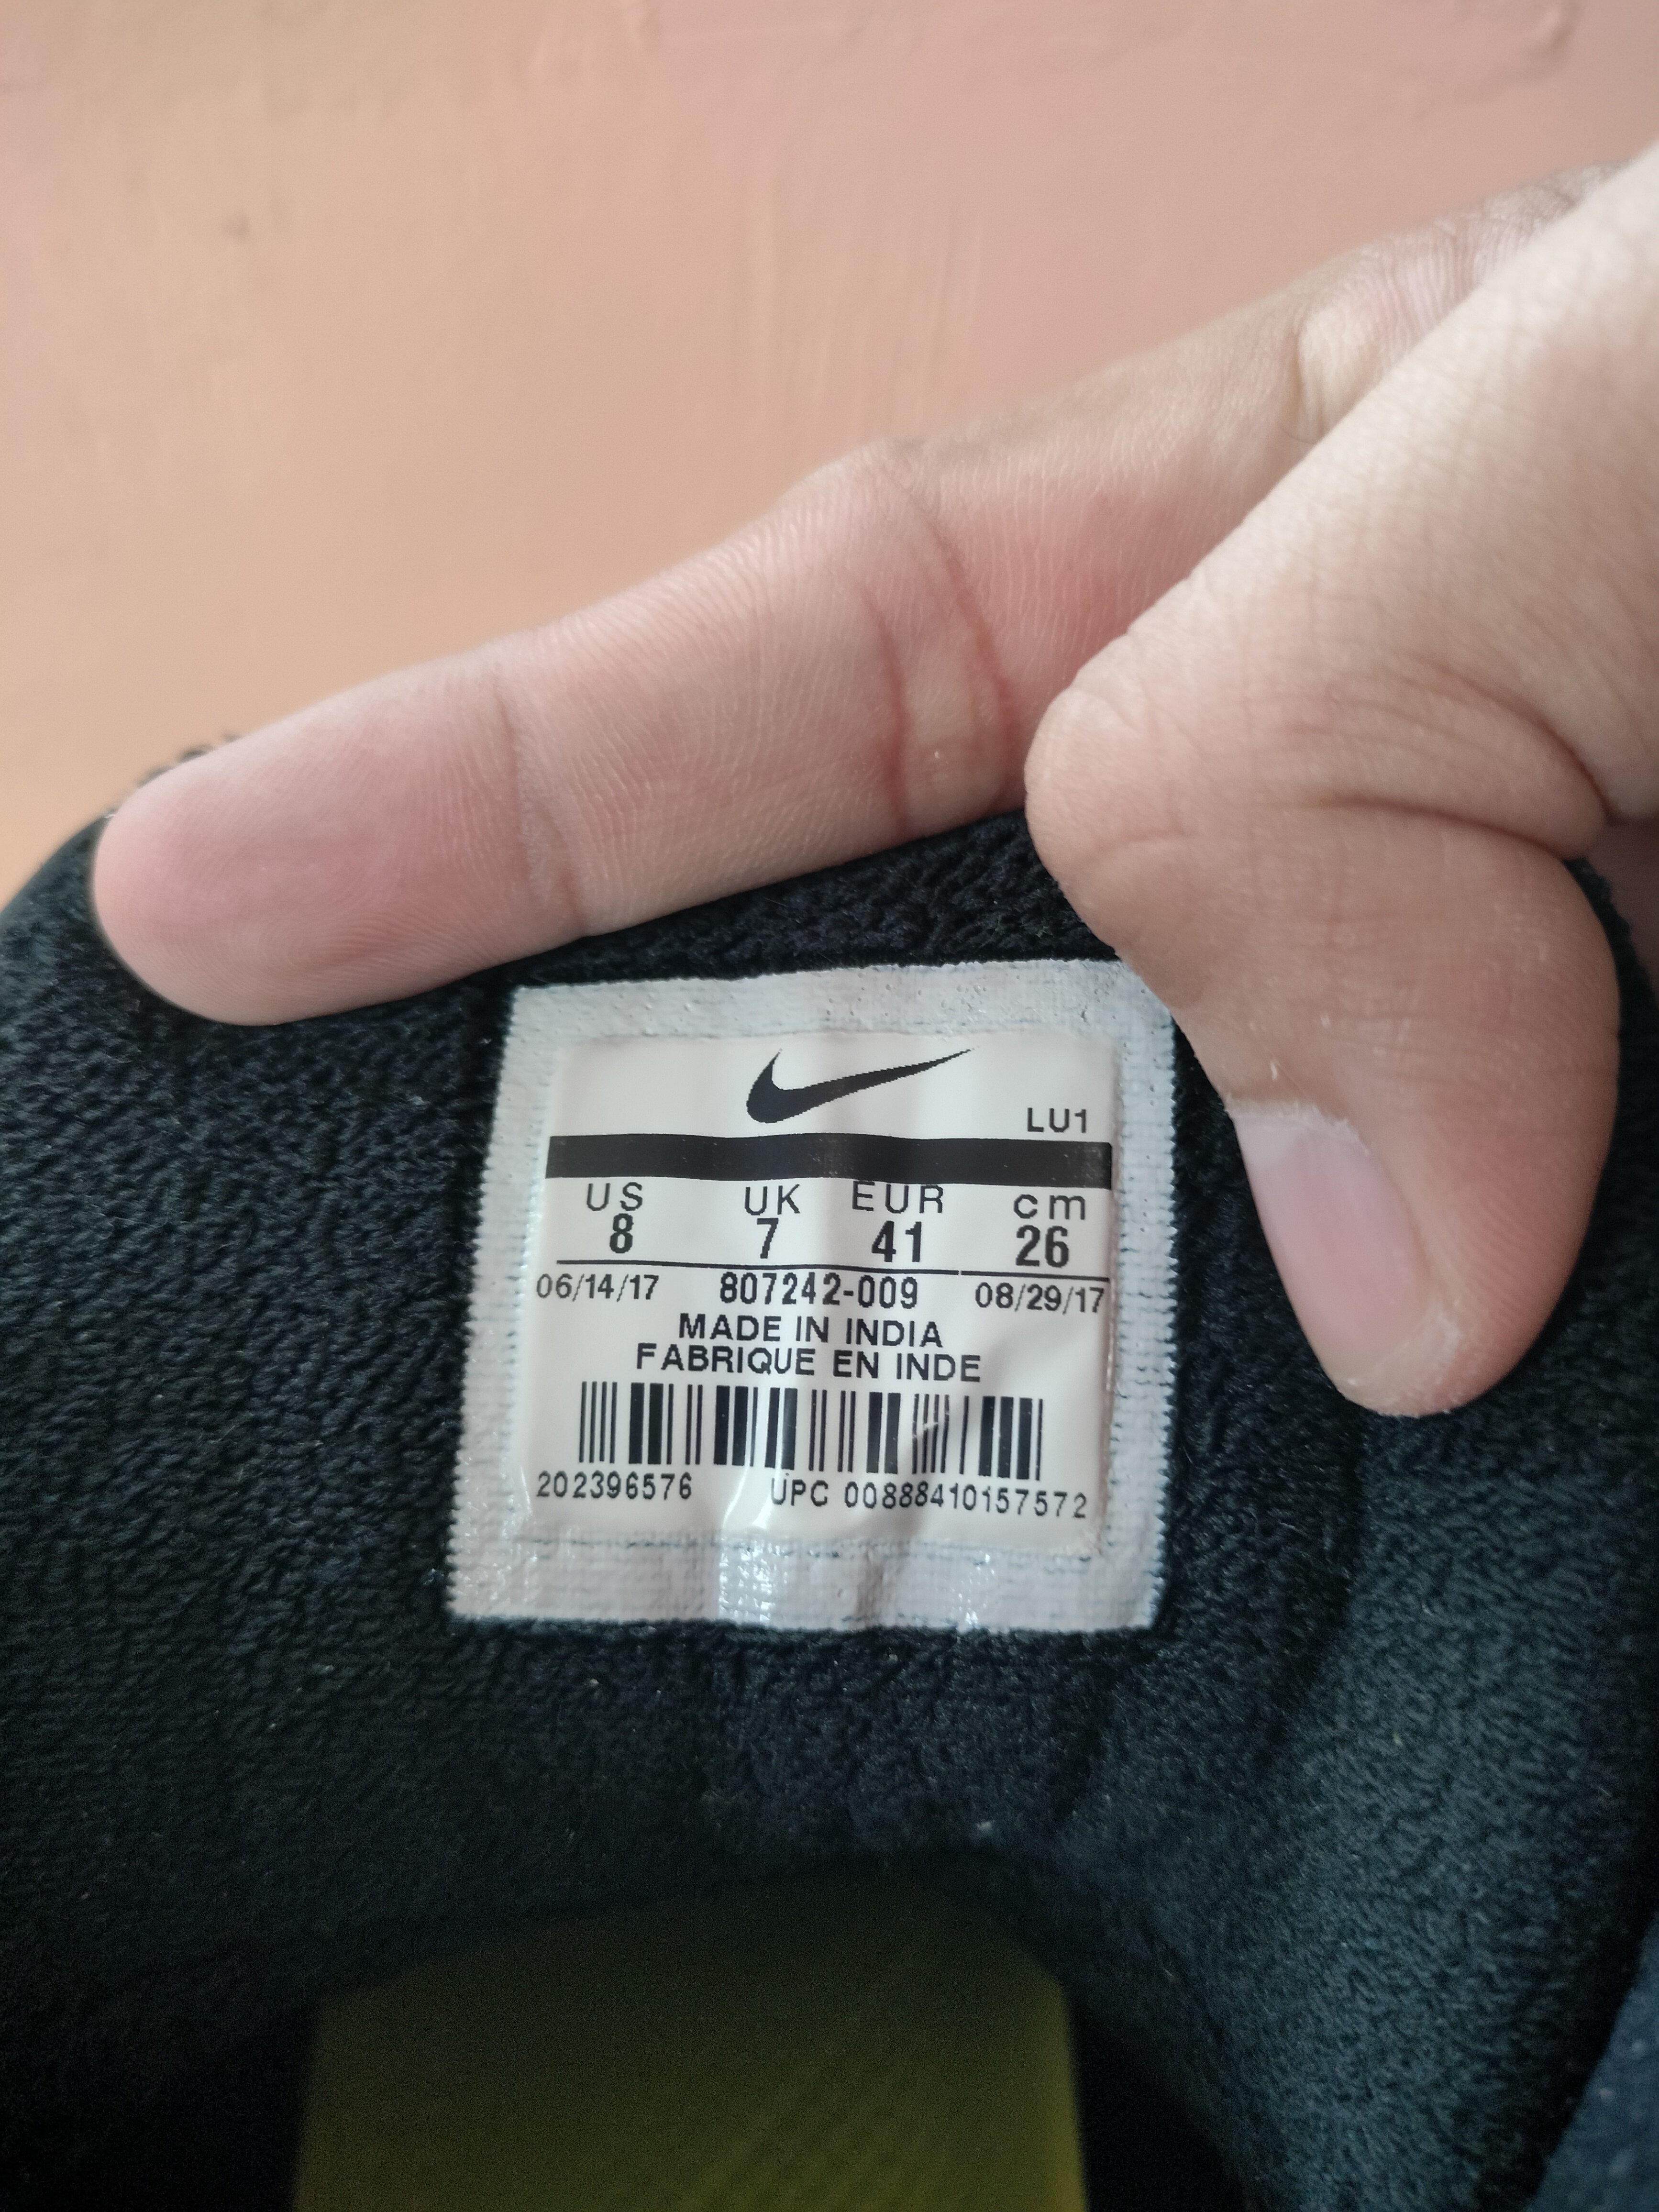 LU1
US UK EUR cm
8 7 41 26
06/14/17 807242-009 08/29/17
MADE IN INDIA
FABRIQUE EN INDE
202396576 UPC 00888410157572